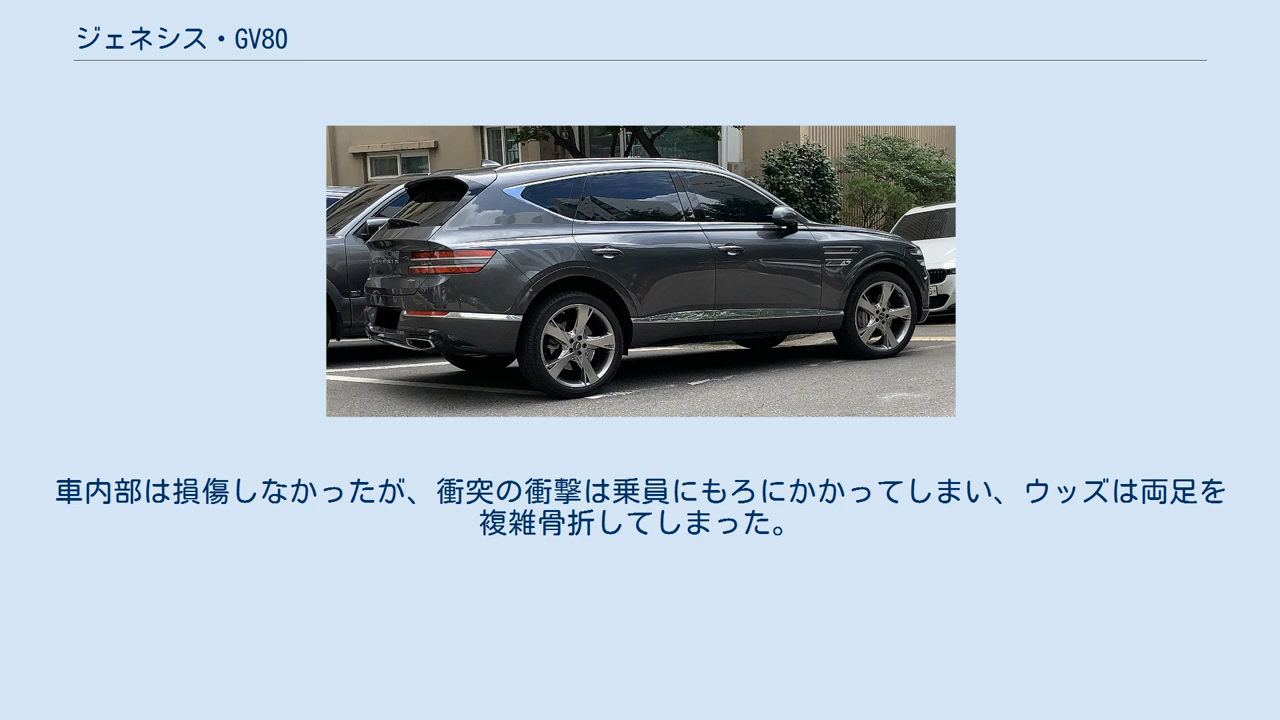 ジェネシス・GV80
車内部は損傷しなかったが、衝突の衝撃は乗員にもろにかかってしまい、ウッズは両足を
複雑骨折してしまった。